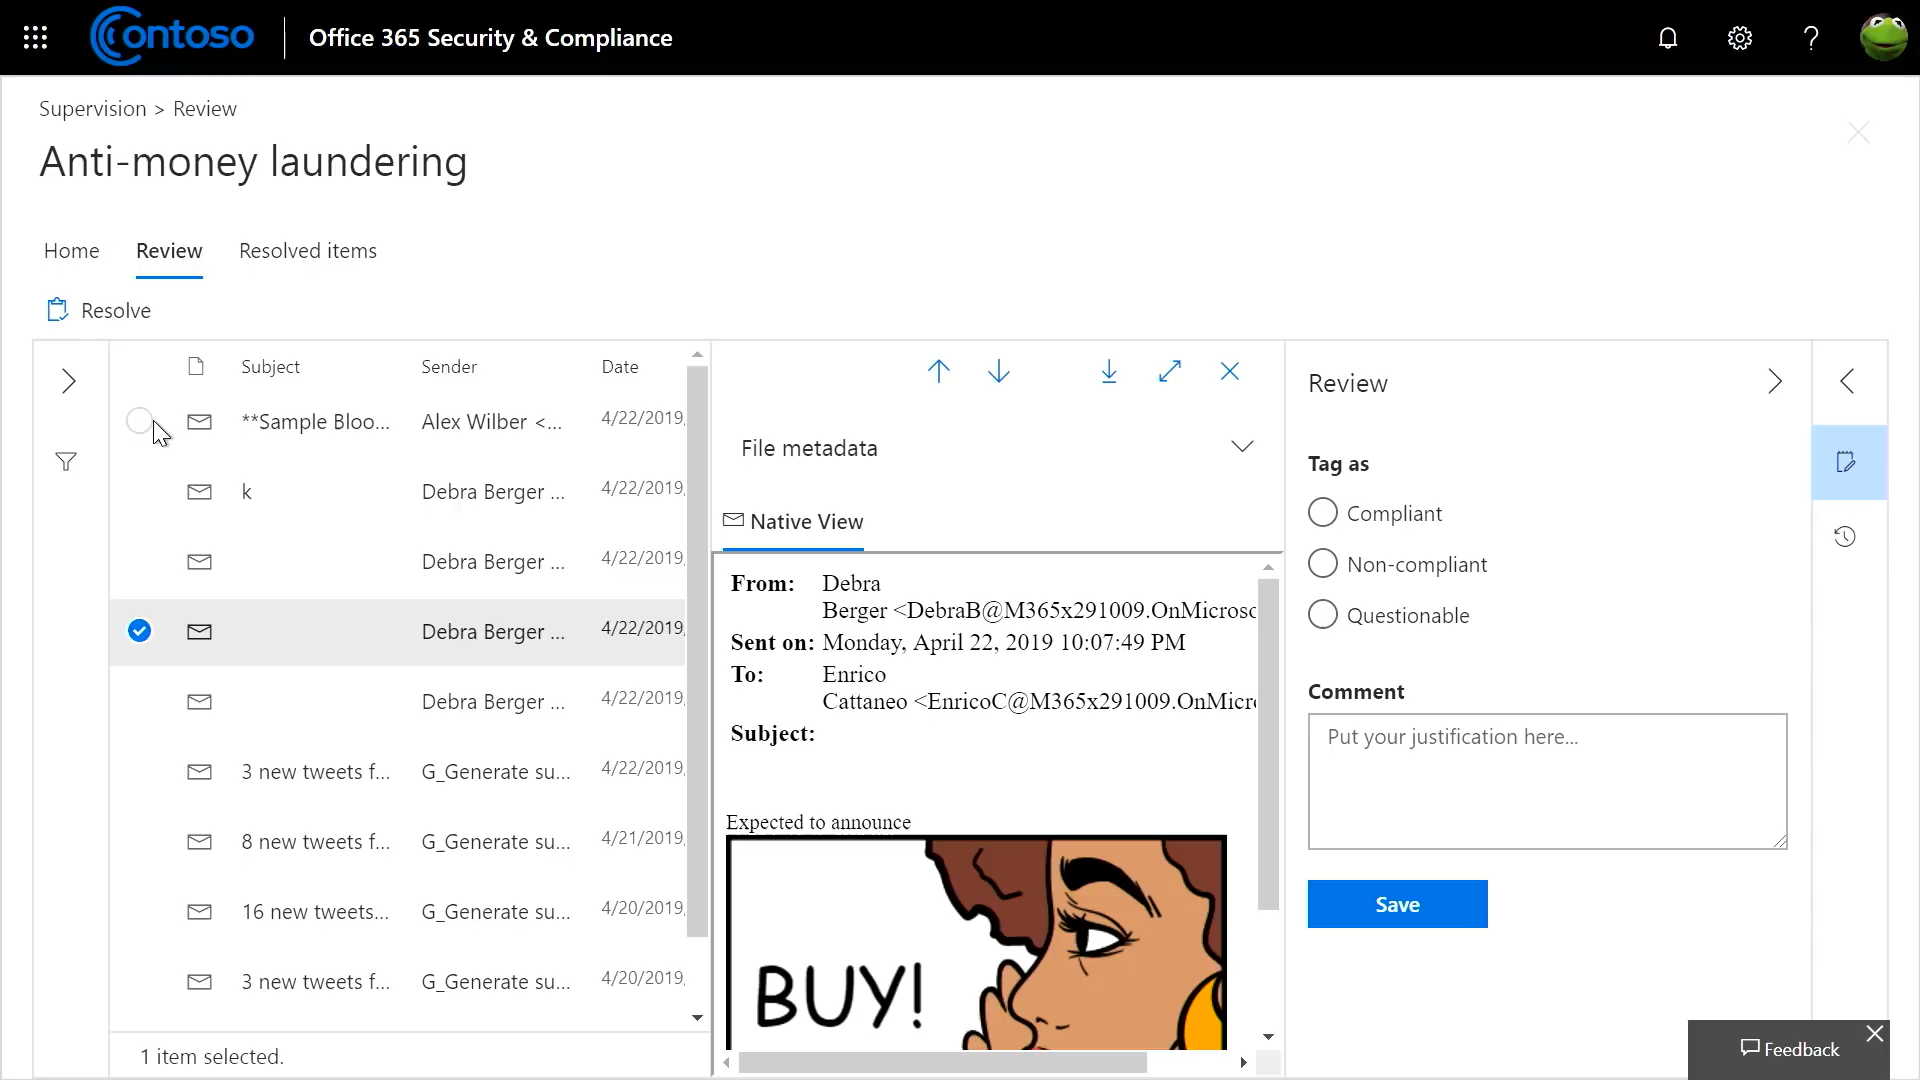 Contoso
Office 365 Security & Compliance
Supervision > Review
Anti-money laundering
Home
Review
Resolved items
Resolve
Subject Sender Date
**Sample Bloo... Alex Wilber <... 4/22/2019,
k Debra Berger ... 4/22/2019,
Debra Berger ... 4/22/2019,
Debra Berger ... 4/22/2019,
Debra Berger ... 4/22/2019,
3 new tweets f... G_Generate su... 4/22/2019,
8 new tweets f... G_Generate su... 4/21/2019,
16 new tweets... G_Generate su... 4/20/2019,
3 new tweets f... G_Generate su... 4/20/2019,
1 item selected.
File metadata
Native View
From: Debra
Berger <DebraB@M365x291009.OnMicrosc
Sent on: Monday, April 22, 2019 10:07:49 PM
To: Enrico
Cattaneo <EnricoC@M365x291009.OnMicr
Subject:
Expected to announce
BUY!
Review
Tag as
Compliant
Non-compliant
Questionable
Comment
Put your justification here...
Save
Feedback